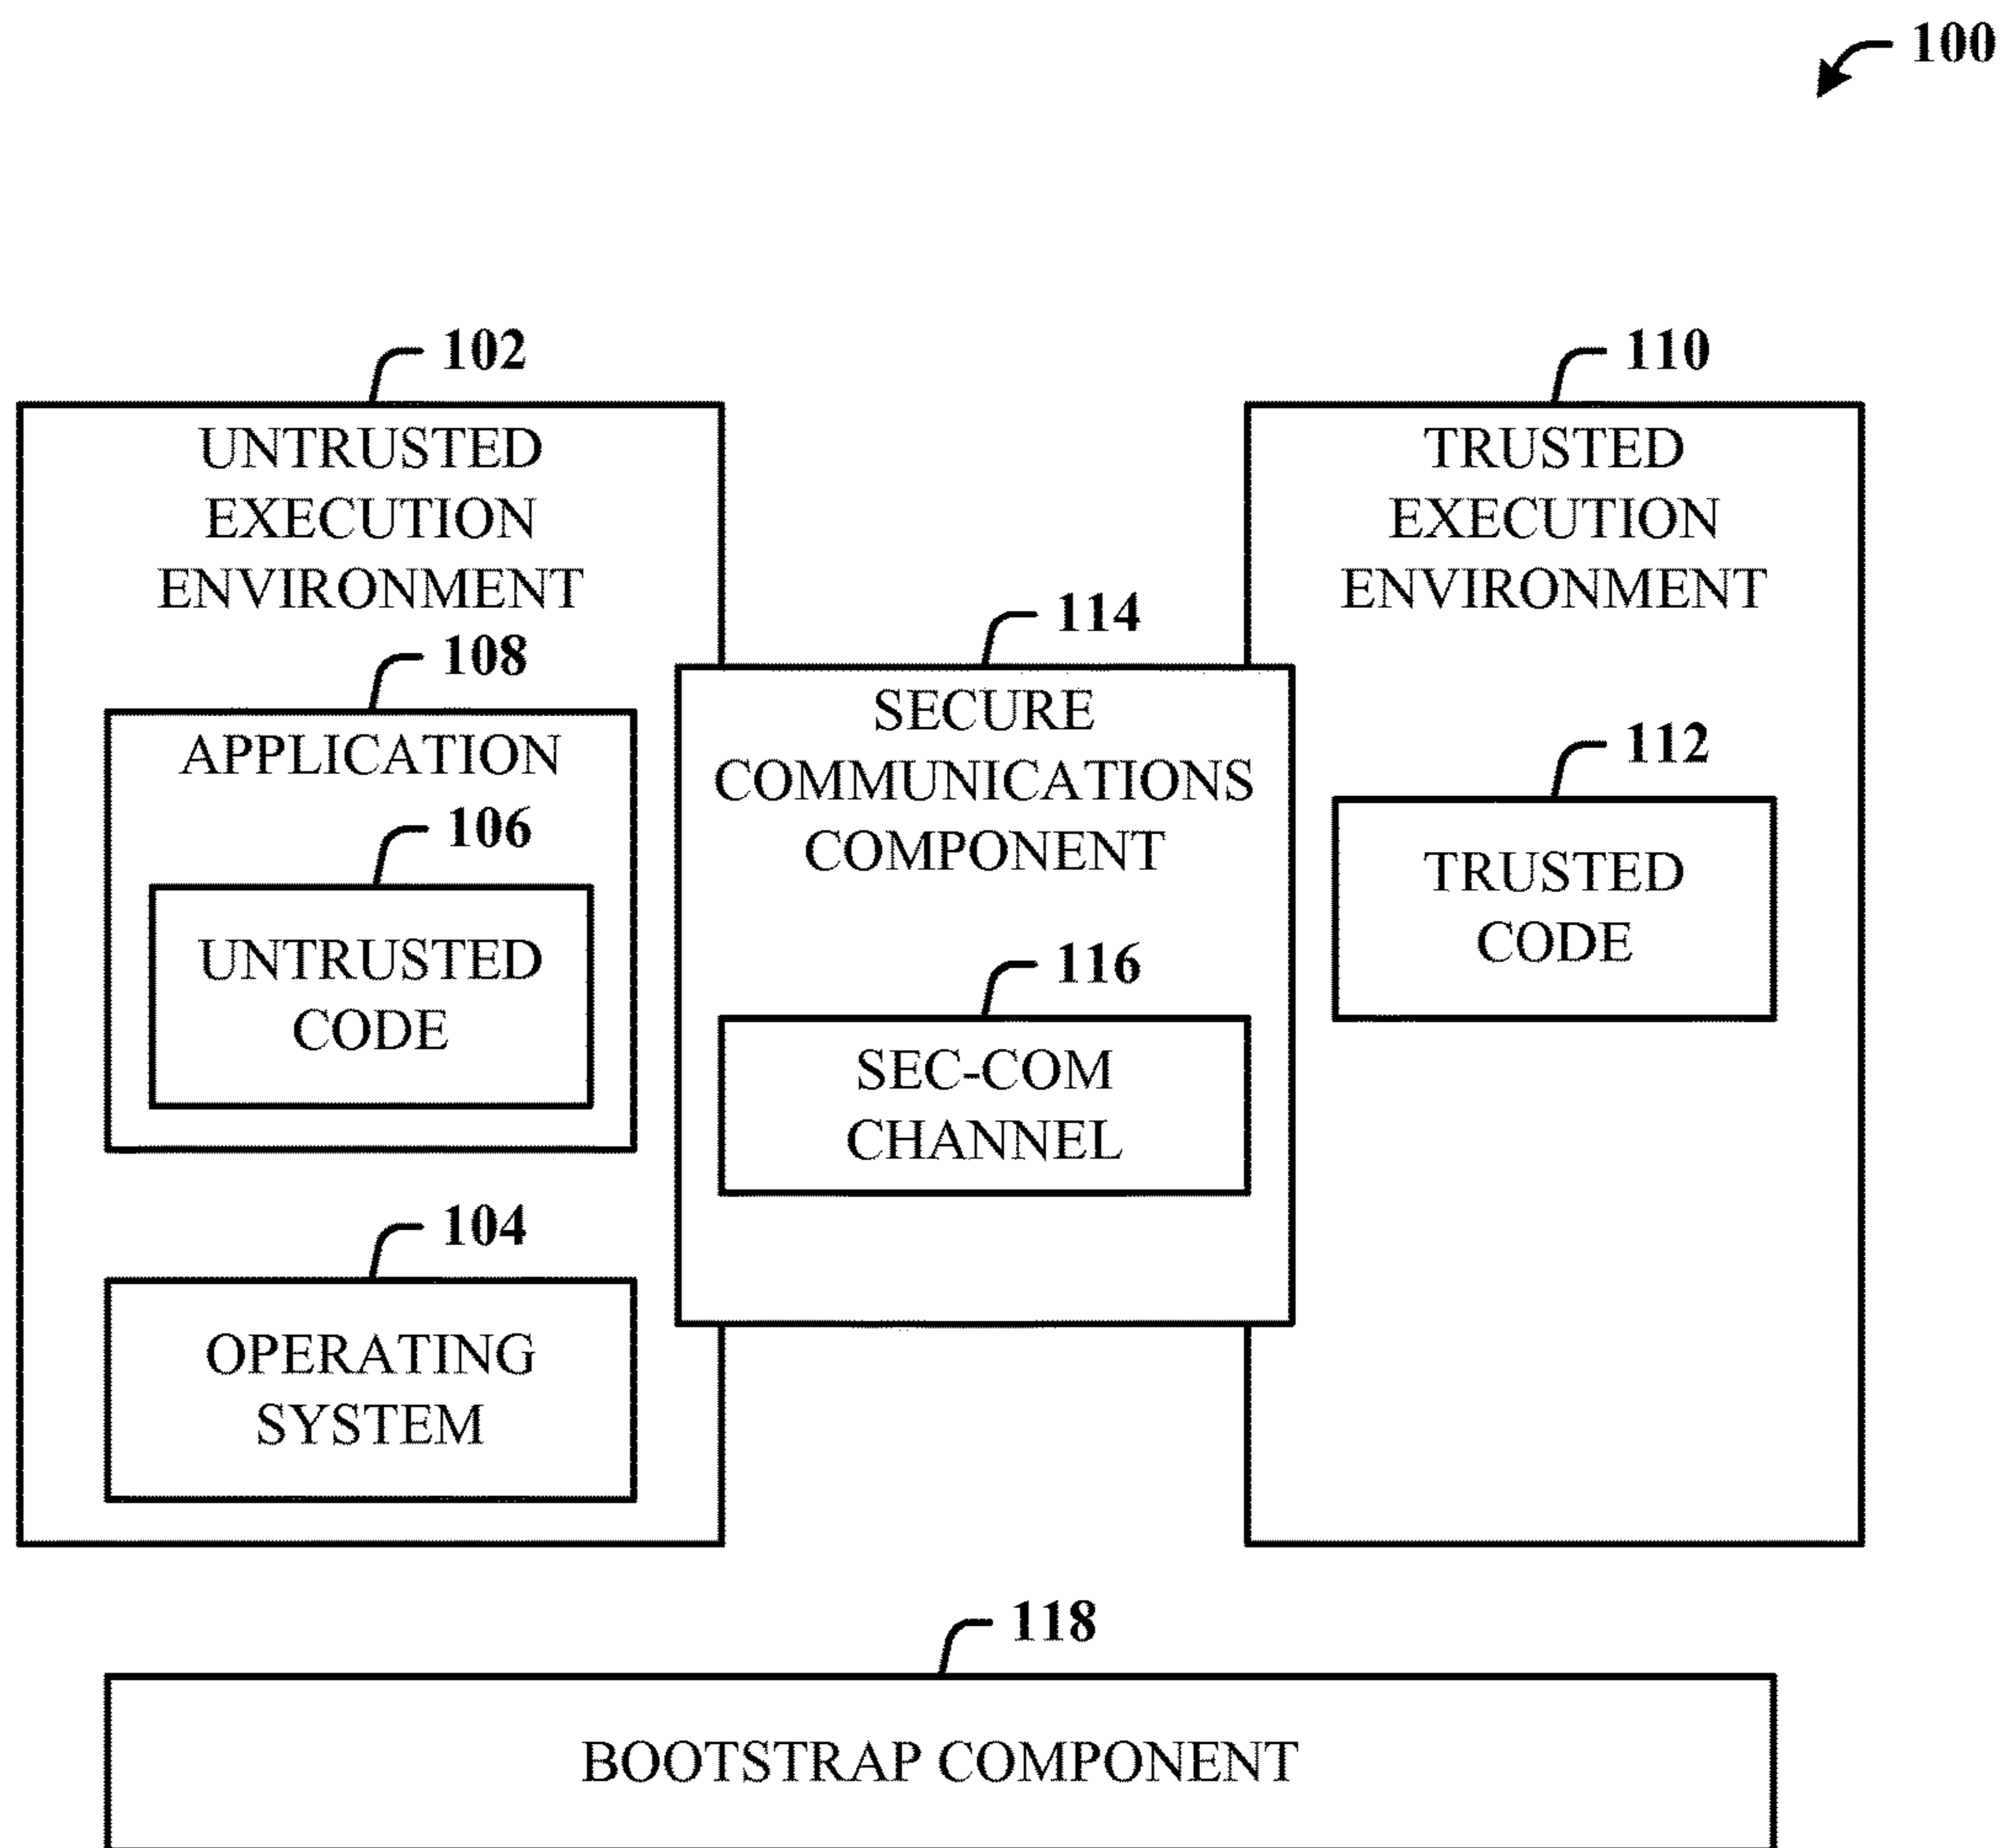 100
102
UNTRUSTED
EXECUTION
ENVIRONMENT
108
APPLICATION
106
UNTRUSTED
CODE
104
OPERATING
SYSTEM
114
SECURE
COMMUNICATIONS
COMPONENT
116
SEC-COM
CHANNEL
110
TRUSTED
EXECUTION
ENVIRONMENT
112
TRUSTED
CODE
118
BOOTSTRAP COMPONENT